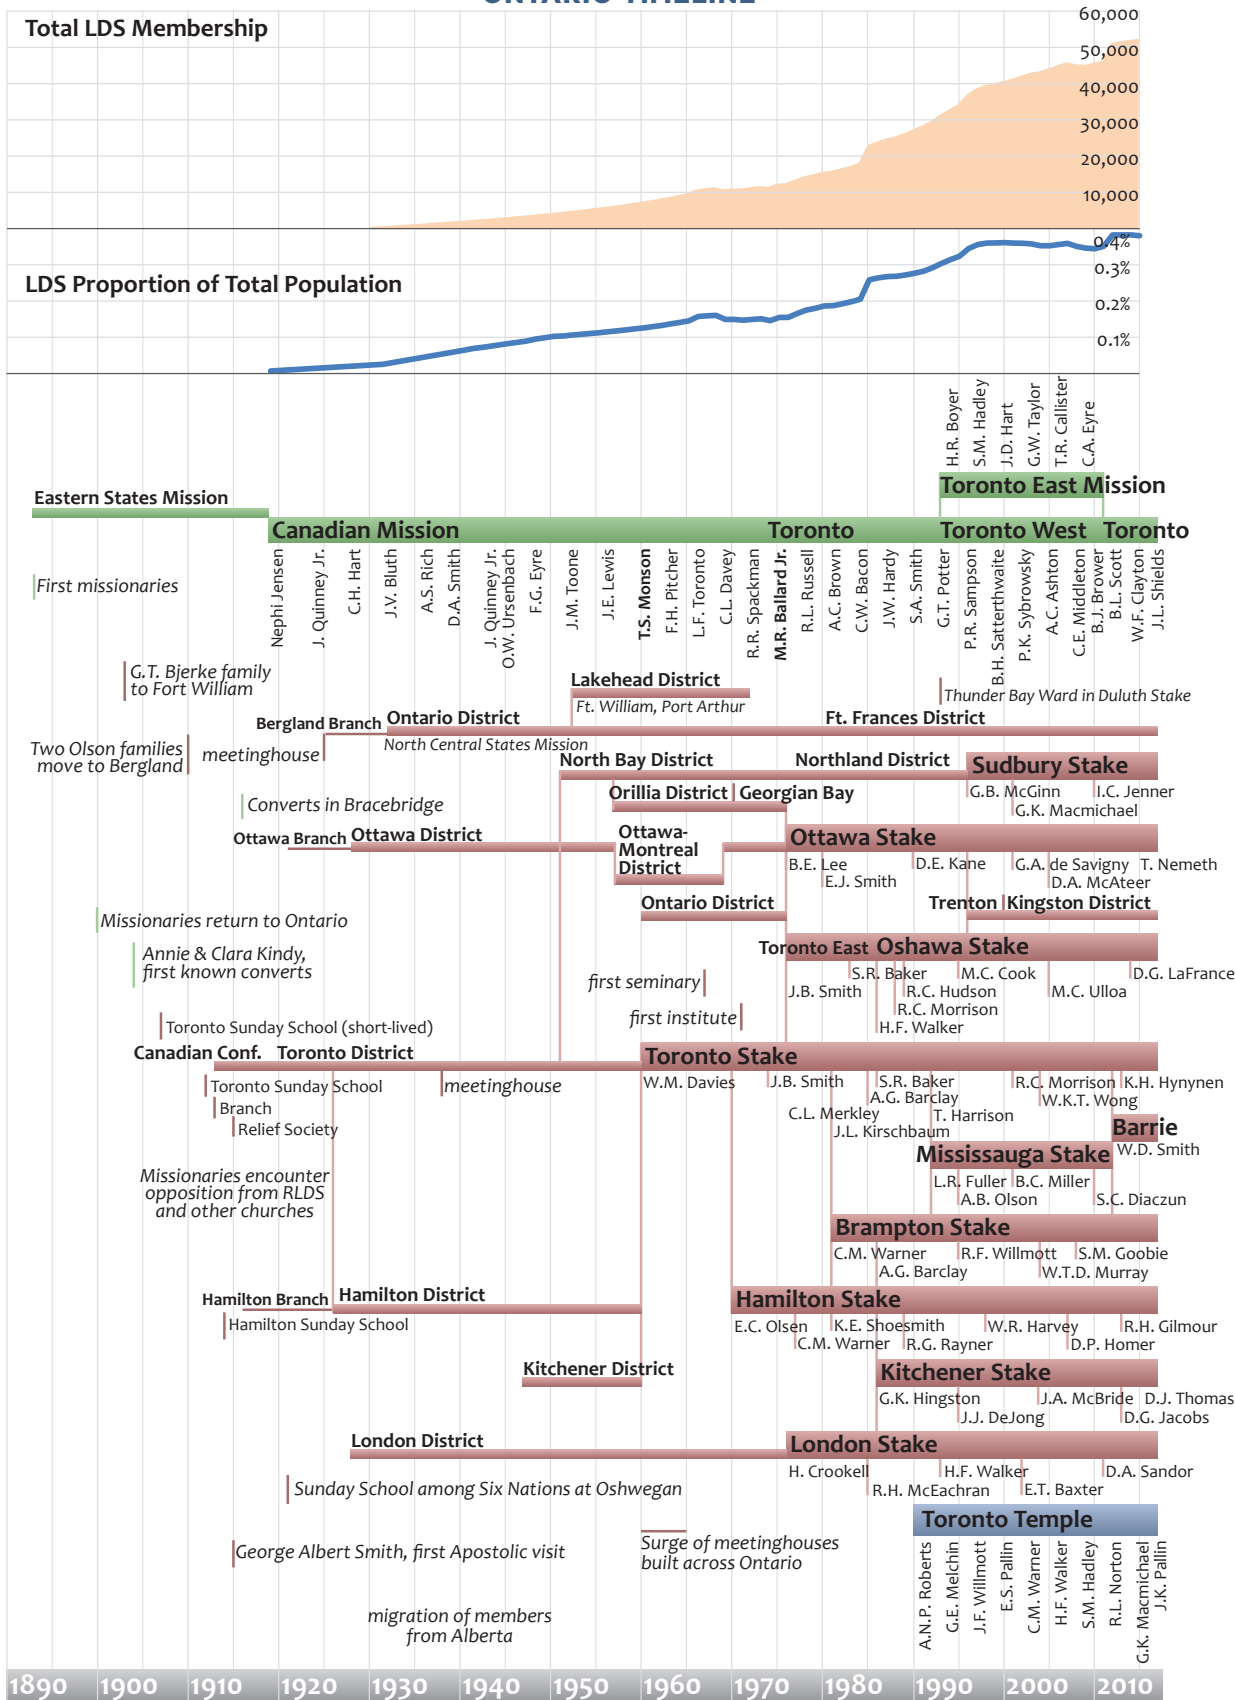 ONTARIO TIMELINE
Total LDS Membership
60,000
50,000
40,000
30,000
20,000
10,000
LDS Proportion of Total Population
0.4%
0.3%
0.2%
0.1%
H.R. Boyer
S.M. Hadley
J.D. Hart
G.W. Taylor
T.R. Callister
C.A. Eyre
Toronto East Mission
Eastern States Mission
Canadian Mission
Toronto
Toronto West
Toronto
Nephi Jensen
J. Quinney Jr.
C.H. Hart
J.V. Bluth
A.S. Rich
D.A. Smith
J. Quinney Jr.
O.W. Ursenbach
F.G. Eyre
J.M. Toone
J.E. Lewis
T.S. Monson
F.H. Pitcher
L.F. Toronto
C.L. Davey
R.R. Spackman
M.R. Ballard Jr.
R.L. Russell
A.C. Brown
C.W. Bacon
J.W. Hardy
S.A. Smith
G.T. Potter
P.R. Sampson
B.H. Satterthwaite
P.K. Sybrowsky
A.C. Ashton
C.E. Middleton
B.J. Brower
B.L. Scott
W.F. Clayton
J.L. Shields
First missionaries
G.T. Bjerke family
to Fort William
Lakehead District
Ft. William, Port Arthur
Thunder Bay Ward in Duluth Stake
Bergland Branch
Ontario District
Ft. Frances District
North Central States Mission
Two Olson families
move to Bergland
meetinghouse
North Bay District
Northland District
Sudbury Stake
G.B. McGinn
I.C. Jenner
G.K. Macmichael
Orillia District
Georgian Bay
Converts in Bracebridge
Ottawa Branch
Ottawa District
Ottawa-
Montreal
District
Ottawa Stake
B.E. Lee
D.E. Kane
G.A. de Savigny
T. Nemeth
E.J. Smith
D.A. McAteer
Ontario District
Trenton
Kingston District
Missionaries return to Ontario
Annie & Clara Kindy,
first known converts
Toronto East
Oshawa Stake
S.R. Baker
M.C. Cook
D.G. LaFrance
J.B. Smith
R.C. Hudson
M.C. Ulloa
R.C. Morrison
H.F. Walker
first seminary
first institute
Toronto Sunday School (short-lived)
Canadian Conf.
Toronto District
Toronto Stake
Toronto Sunday School
meetinghouse
W.M. Davies
J.B. Smith
S.R. Baker
R.C. Morrison
K.H. Hynynen
A.G. Barclay
W.K.T. Wong
Branch
C.L. Merkley
T. Harrison
Relief Society
J.L. Kirschbaum
Barrie
W.D. Smith
Mississauga Stake
L.R. Fuller
B.C. Miller
A.B. Olson
S.C. Diaczun
Missionaries encounter
opposition from RLDS
and other churches
Brampton Stake
C.M. Warner
R.F. Willmott
S.M. Goobie
A.G. Barclay
W.T.D. Murray
Hamilton Branch
Hamilton District
Hamilton Stake
Hamilton Sunday School
E.C. Olsen
K.E. Shoesmith
W.R. Harvey
R.H. Gilmour
C.M. Warner
R.G. Rayner
D.P. Homer
Kitchener District
Kitchener Stake
G.K. Hingston
J.A. McBride
D.J. Thomas
J.J. DeJong
D.G. Jacobs
London District
London Stake
H. Crookell
H.F. Walker
D.A. Sandor
R.H. McEachran
E.T. Baxter
Sunday School among Six Nations at Oshwegan
Toronto Temple
A.N.P. Roberts
G.E. Melchin
J.F. Willmott
E.S. Pallin
C.M. Warner
H.F. Walker
S.M. Hadley
R.L. Norton
G.K. Macmichael
J.K. Pallin
George Albert Smith, first Apostolic visit
Surge of meetinghouses
built across Ontario
migration of members
from Alberta
1890 1900 1910 1920 1930 1940 1950 1960 1970 1980 1990 2000 2010